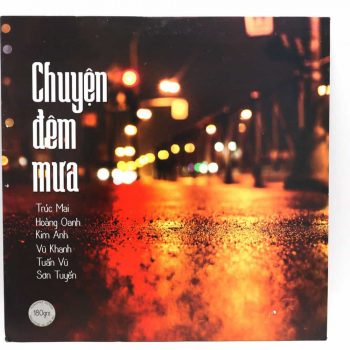 Chuyện
đêm
mưa
Trúc Mai
Hoàng Oanh
Kim Anh
Vũ Khanh
Tuấn Vũ
Sơn Tuyền
180gm